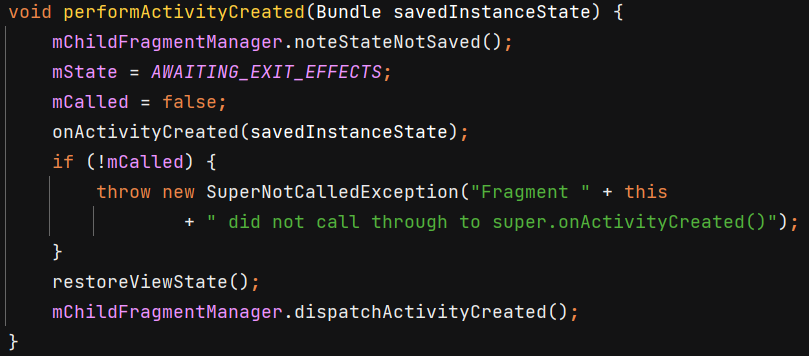 void performActivityCreated(Bundle savedInstanceState) {
    mChildFragmentManager.noteStateNotSaved();
    mState = AWAITING_EXIT_EFFECTS;
    mCalled = false;
    onActivityCreated(savedInstanceState);
    if (!mCalled) {
        throw new SuperNotCalledException("Fragment " + this
                + " did not call through to super.onActivityCreated()");
    }
    restoreViewState();
    mChildFragmentManager.dispatchActivityCreated();
}